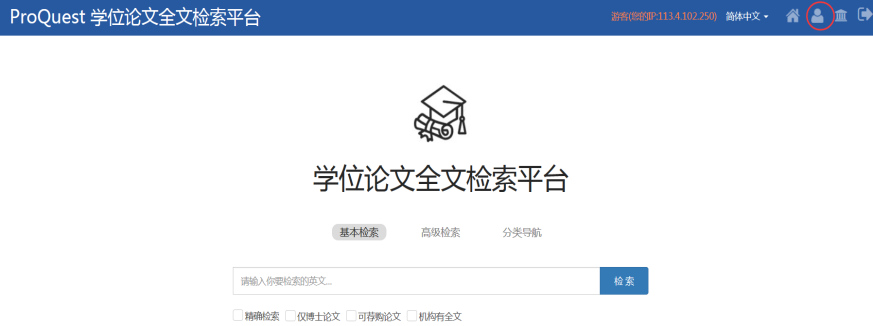 ProQuest 学位论文全文检索平台
游客(您的IP:113.4.102.250) 简体中文
学位论文全文检索平台
基本检索 高级检索 分类导航
请输入你要检索的英文... 检 索
精确检索 仅博士论文 可荐购论文 机构有全文